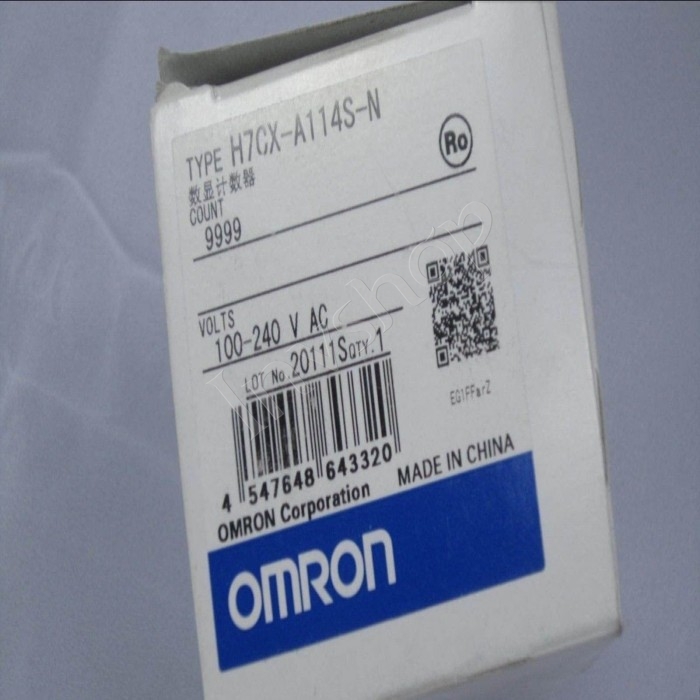 TYPE H7CX-A114S-N
Ro
数显计数器
COUNT
9999
VOLTS
100-240 V AC
LOT No. 20111S QTY. 1
EG1FFarZ
4 547648 643320
OMRON Corporation MADE IN CHINA
OMRON